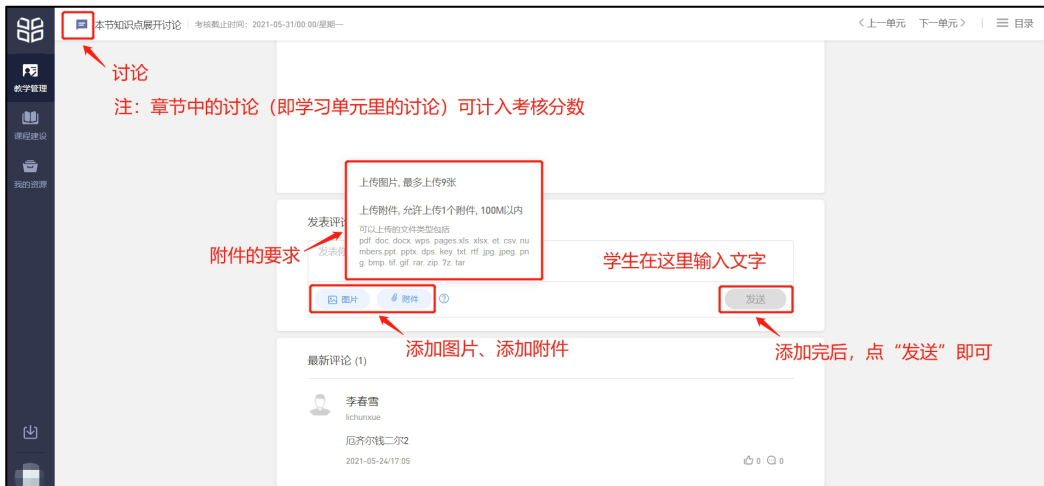 本节知识点展开讨论 考核截止时间：2021-05-31/00:00/星期一
上一单元 下一单元 目录
教学管理
课程建设
我的资源
讨论
注：章节中的讨论（即学习单元里的讨论）可计入考核分数
上传图片, 最多上传9张
上传附件, 允许上传1个附件, 100M以内
可以上传的文件类型包括
pdf. doc. docx. wps. pages.xls. xlsx. et. csv. nu
mbers.ppt. pptx. dps. key. txt. rtf. jpg. jpeg. pn
g. bmp. tif. gif. rar. zip. 7z. tar
发表评
发表
附件的要求
学生在这里输入文字
图片 附件 发送
添加图片、添加附件
添加完后，点“发送”即可
最新评论 (1)
李春雪
lichunxue
厄齐尔钱二尔2
2021-05-24/17:05
0 0